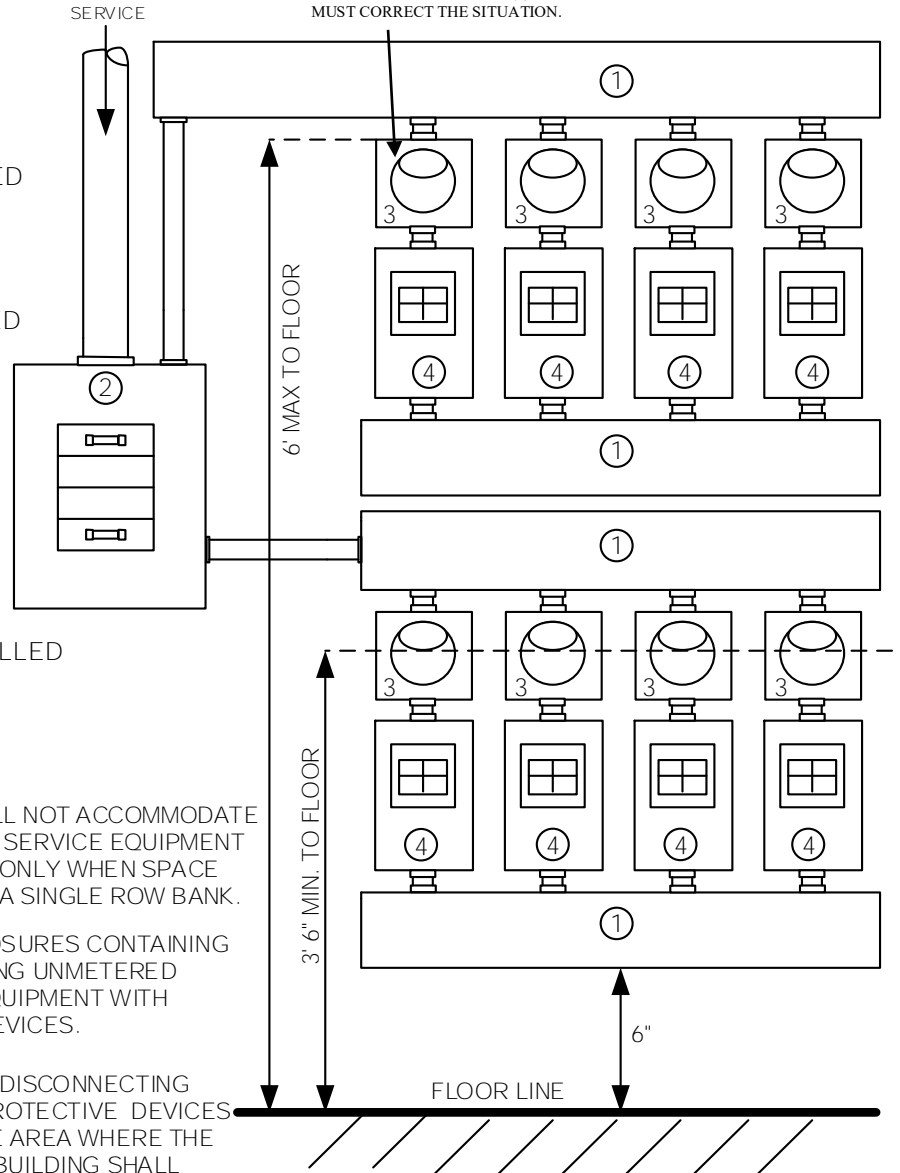 SERVICE
MUST CORRECT THE SITUATION.
1
3 3 3 3
6' MAX TO FLOOR
2
4 4 4 4
1
1
LLED
3 3 3 3
3' 6" MIN. TO FLOOR
LL NOT ACCOMMODATE
SERVICE EQUIPMENT
ONLY WHEN SPACE
A SINGLE ROW BANK.
4 4 4 4
1
OSURES CONTAINING
NG UNMETERED
QUIPMENT WITH
EVICES.
6"
DISCONNECTING
ROTECTIVE DEVICES
E AREA WHERE THE
BUILDING SHALL
FLOOR LINE